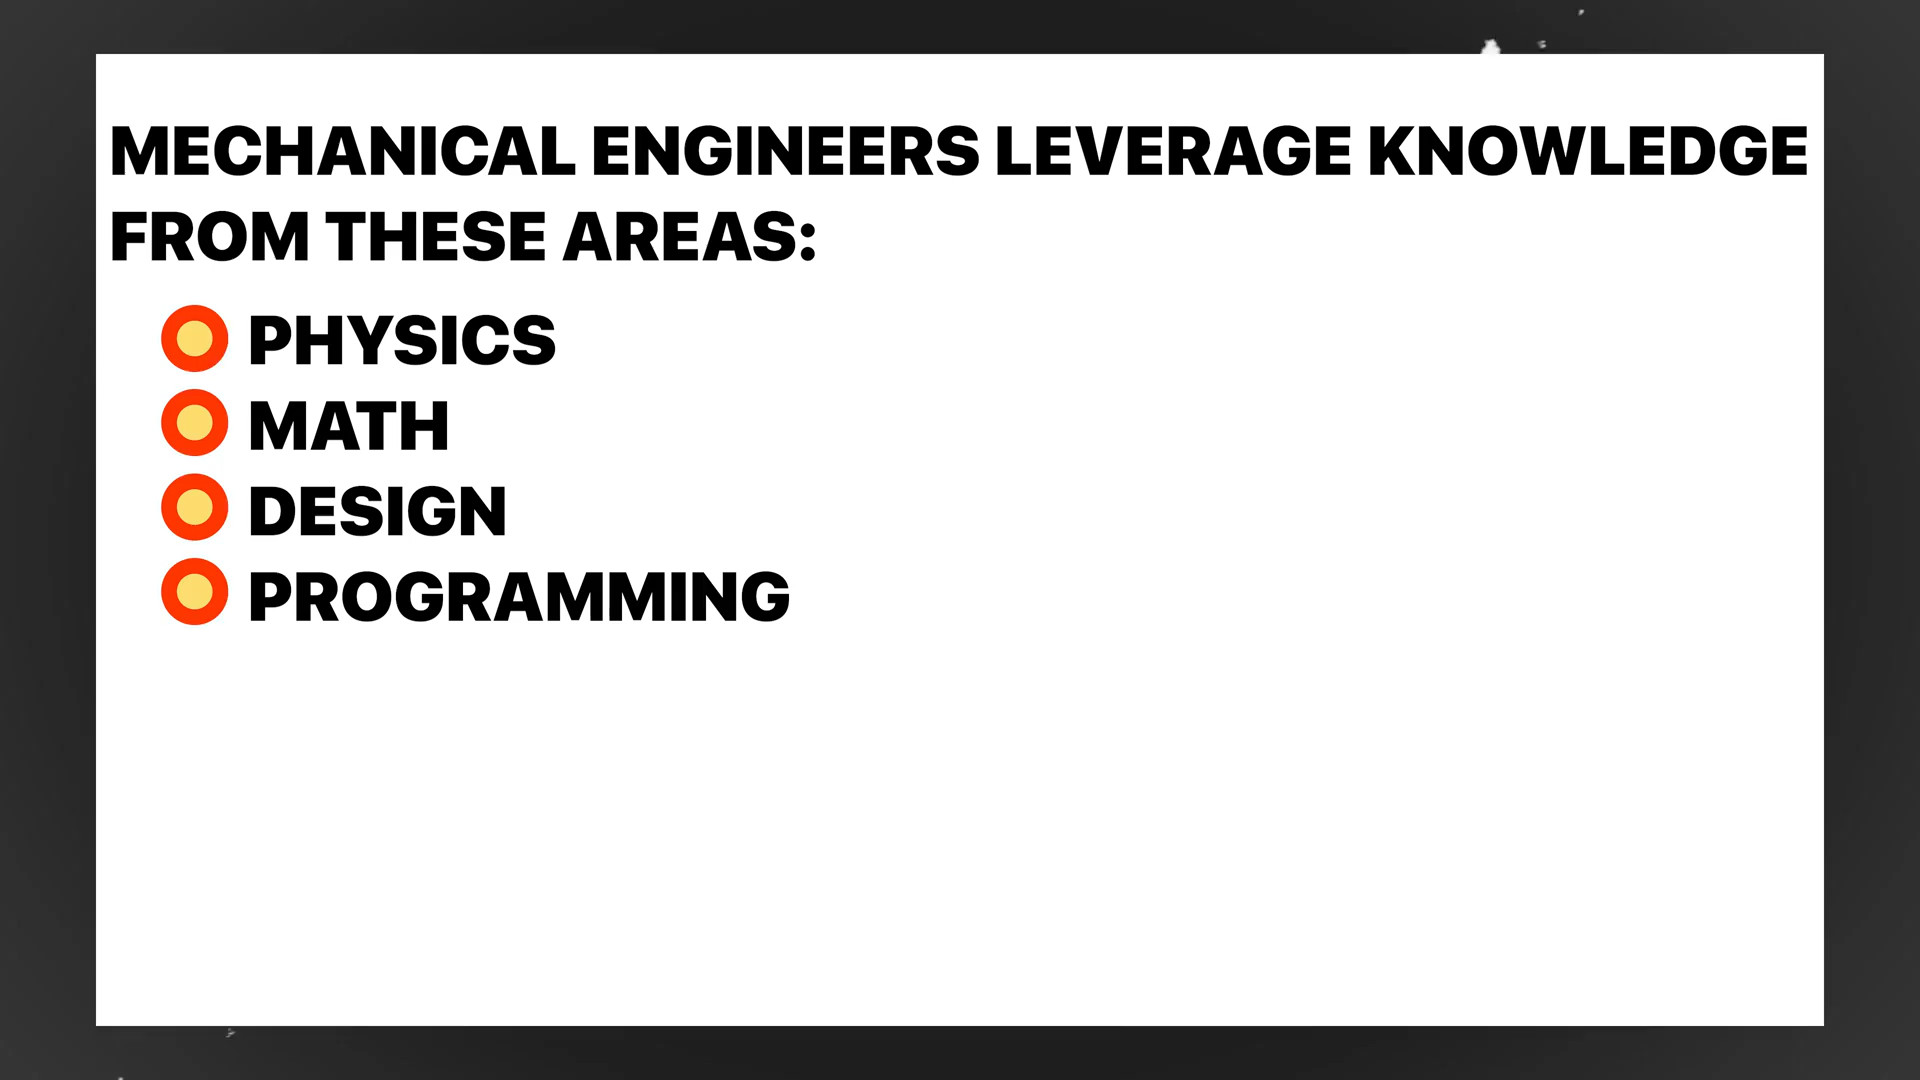 MECHANICAL ENGINEERS LEVERAGE KNOWLEDGE
FROM THESE AREAS:
PHYSICS
MATH
DESIGN
PROGRAMMING